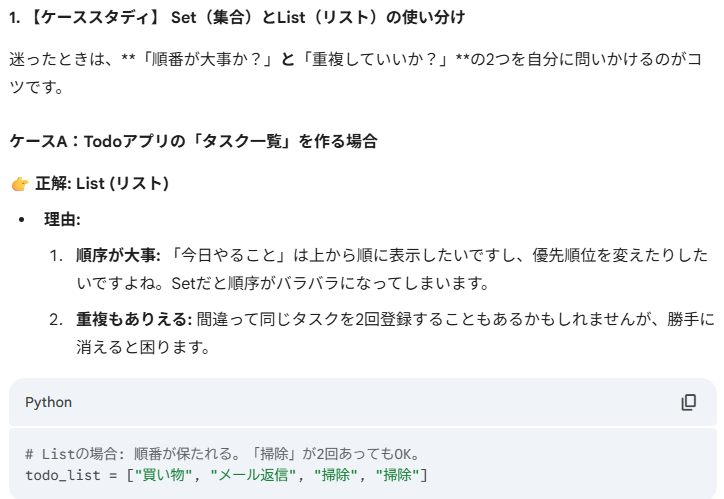 1. 【ケーススタディ】 Set（集合）とList（リスト）の使い分け
迷ったときは、**「順番が大事か？」と「重複していいか？」**の2つを自分に問いかけるのがコ
ツです。
ケースA：Todoアプリの「タスク一覧」を作る場合
👉 正解: List (リスト)
• 理由:
1. 順序が大事: 「今日やること」は上から順に表示したいですし、優先順位を変えたりした
いですよね。Setだと順序がバラバラになってしまいます。
2. 重複もありえる: 間違って同じタスクを2回登録することもあるかもしれませんが、勝手に
消えると困ります。
Python
# Listの場合: 順番が保たれる。「掃除」が2回あってもOK。
todo_list = ["買い物", "メール返信", "掃除", "掃除"]